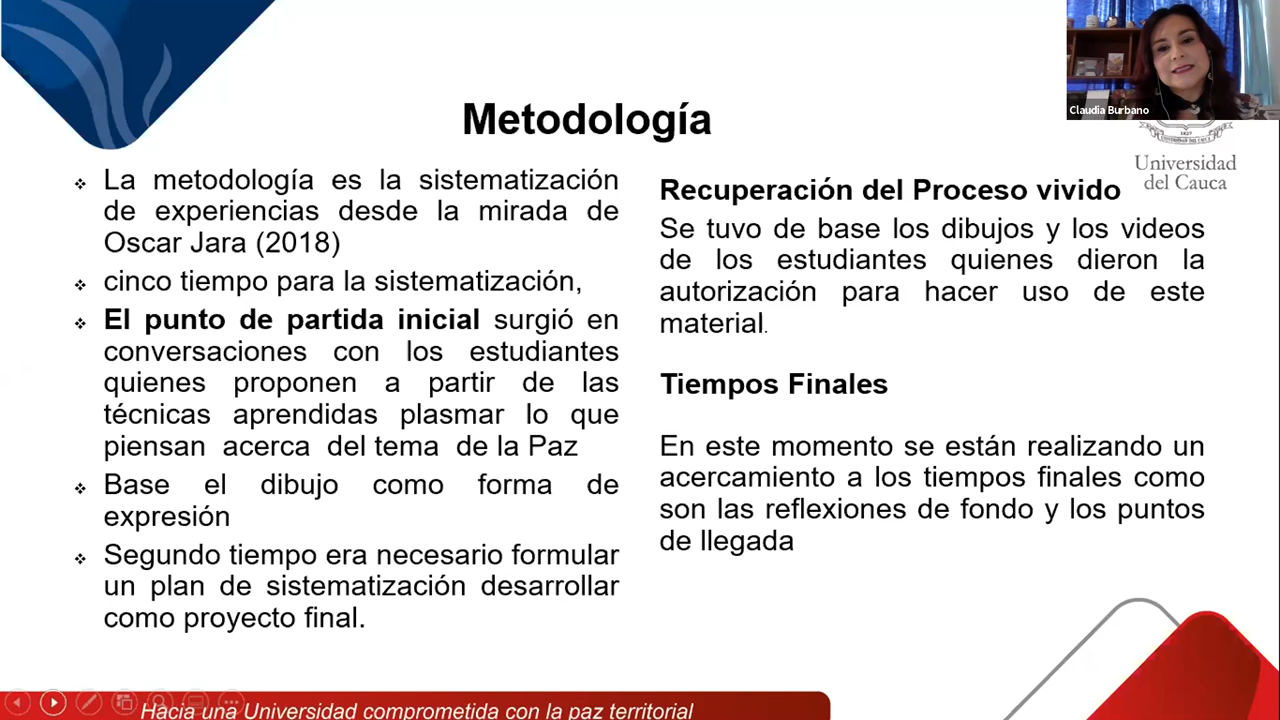 Metodología
La metodología es la sistematización
de experiencias desde la mirada de
Oscar Jara (2018)
cinco tiempo para la sistematización,
El punto de partida inicial surgió en
conversaciones con los estudiantes
quienes proponen a partir de las
técnicas aprendidas plasmar lo que
piensan acerca del tema de la Paz
Base el dibujo como forma de
expresión
Segundo tiempo era necesario formular
un plan de sistematización desarrollar
como proyecto final.
Recuperación del Proceso vivido
Se tuvo de base los dibujos y los videos
de los estudiantes quienes dieron la
autorización para hacer uso de este
material.
Tiempos Finales
En este momento se están realizando un
acercamiento a los tiempos finales como
son las reflexiones de fondo y los puntos
de llegada
Claudia Burbano
1827
Universidad
del Cauca
Hacia una Universidad comprometida con la paz territorial